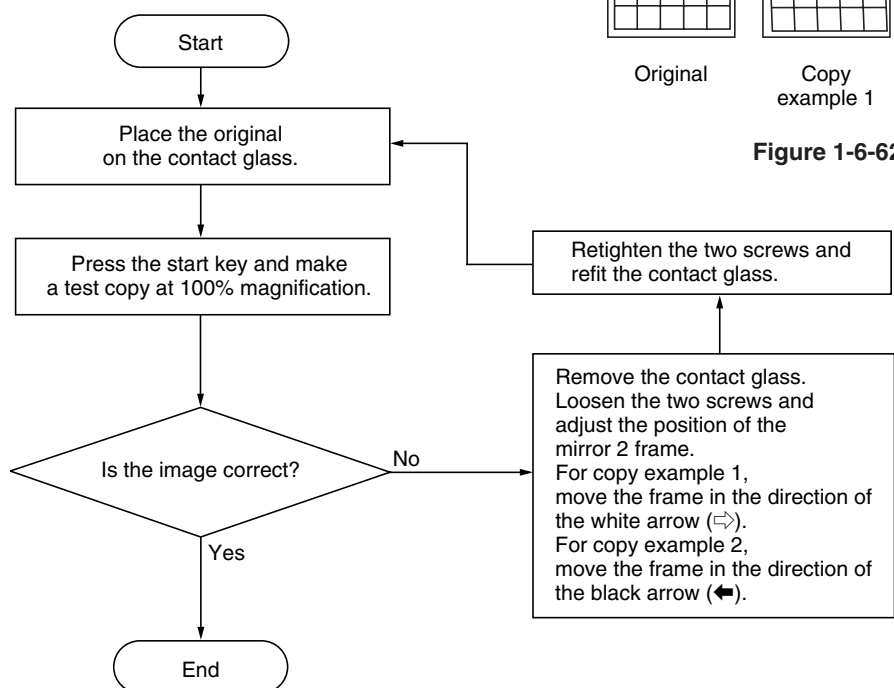 Start
Original
Copy
example 1
Place the original
on the contact glass.
Figure 1-6-62
Press the start key and make
a test copy at 100% magnification.
Retighten the two screws and
refit the contact glass.
Is the image correct?
No
Remove the contact glass.
Loosen the two screws and
adjust the position of the
mirror 2 frame.
For copy example 1,
move the frame in the direction of
the white arrow (⇨).
For copy example 2,
move the frame in the direction of
the black arrow (⬅).
Yes
End